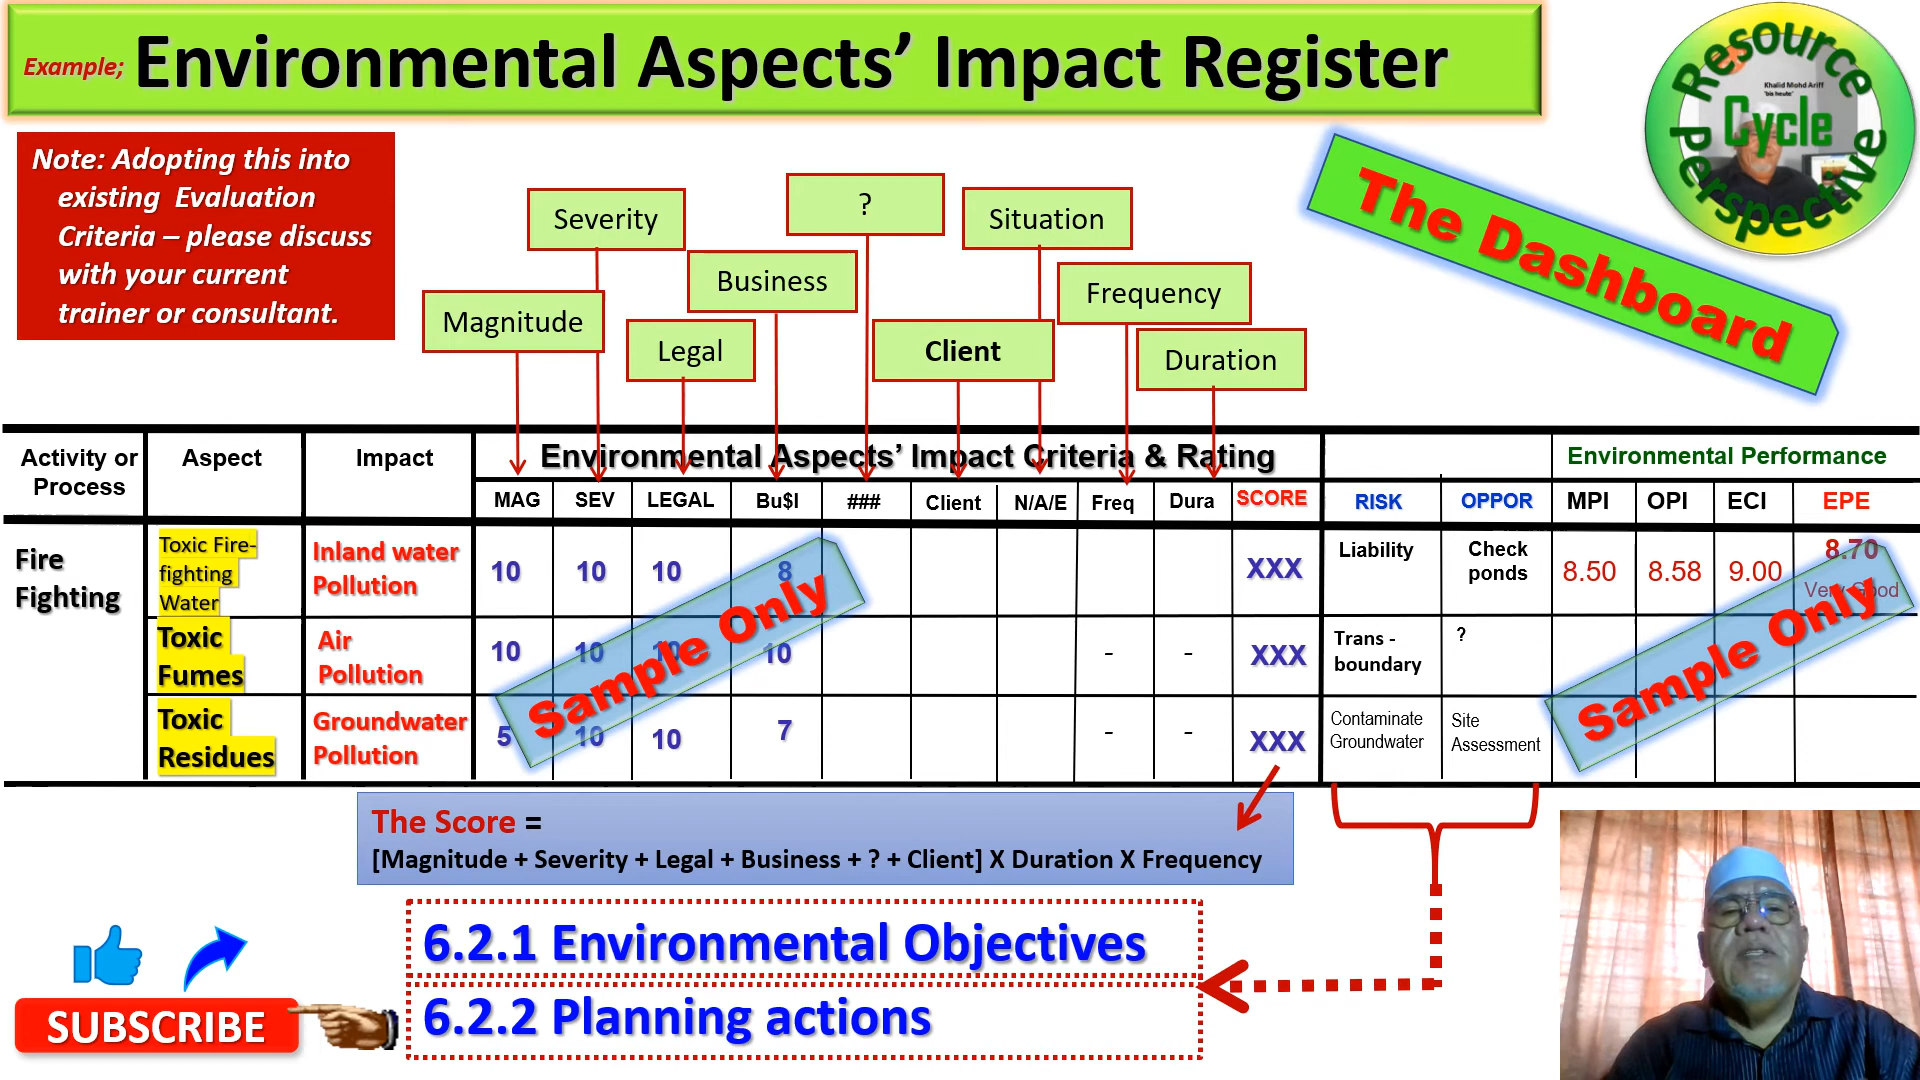 Example; Environmental Aspects’ Impact Register
Resource
Cycle
Perspective
Khalid Mohd Ariff
'bis heute'
Note: Adopting this into
existing Evaluation
Criteria – please discuss
with your current
trainer or consultant.
The Dashboard
?
Severity
Situation
Business
Frequency
Magnitude
Legal
Client
Duration
Activity or
Process
Aspect
Impact
Environmental Aspects’ Impact Criteria & Rating
Environmental Performance
MAG SEV LEGAL Bu$I ### Client N/A/E Freq Dura SCORE RISK OPPOR MPI OPI ECI EPE
Fire
Fighting
Toxic Fire-
fighting
Water
Inland water
Pollution
10 10 10 8 XXX
Liability
Check
ponds
8.50 8.58 9.00 8.70
Very Good
Toxic
Fumes
Air
Pollution
10 10 10 10 - - XXX
Trans -
boundary
?
Toxic
Residues
Groundwater
Pollution
5 10 10 7 - - XXX
Contaminate
Groundwater
Site
Assessment
Sample Only
Sample Only
The Score =
[Magnitude + Severity + Legal + Business + ? + Client] X Duration X Frequency
6.2.1 Environmental Objectives
6.2.2 Planning actions
SUBSCRIBE